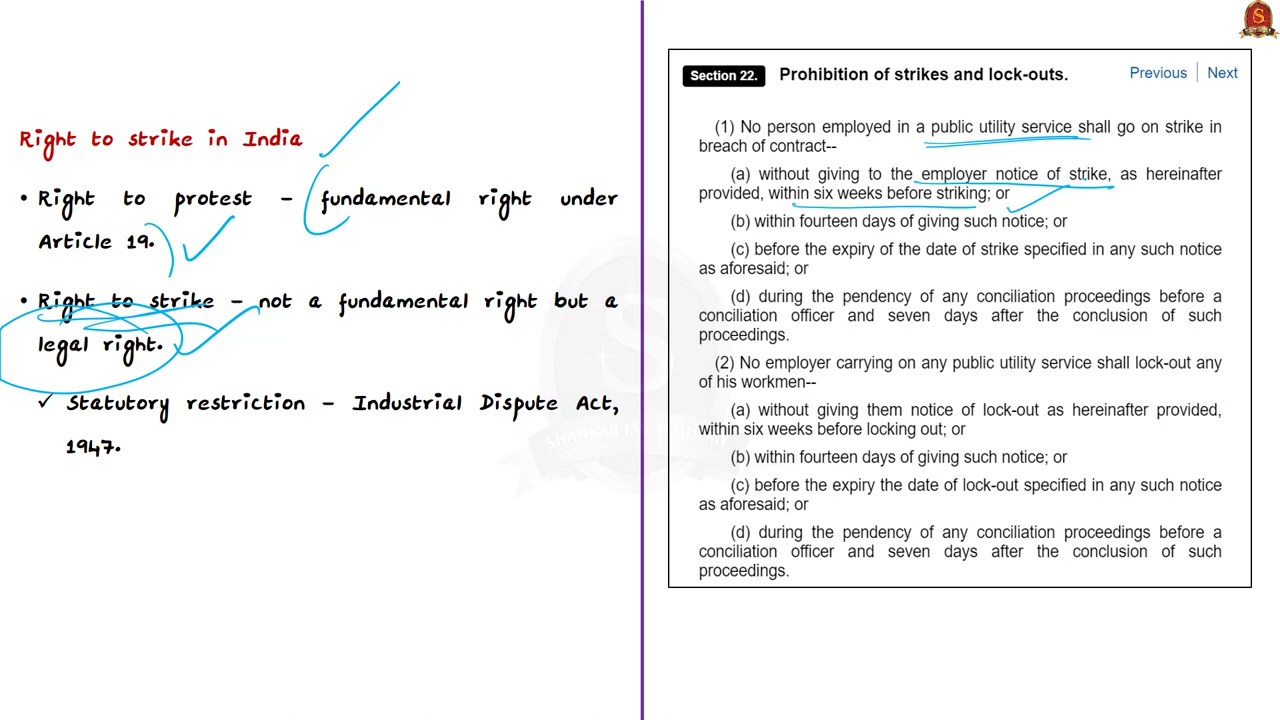 Right to strike in India
• Right to protest - fundamental right under
Article 19.
• Right to strike - not a fundamental right but a
legal right.
✓ Statutory restriction - Industrial Dispute Act,
1947.
Section 22. Prohibition of strikes and lock-outs. Previous | Next
(1) No person employed in a public utility service shall go on strike in
breach of contract--
(a) without giving to the employer notice of strike, as hereinafter
provided, within six weeks before striking; or
(b) within fourteen days of giving such notice; or
(c) before the expiry of the date of strike specified in any such notice
as aforesaid; or
(d) during the pendency of any conciliation proceedings before a
conciliation officer and seven days after the conclusion of such
proceedings.
(2) No employer carrying on any public utility service shall lock-out any
of his workmen--
(a) without giving them notice of lock-out as hereinafter provided,
within six weeks before locking out; or
(b) within fourteen days of giving such notice; or
(c) before the expiry the date of lock-out specified in any such notice
as aforesaid; or
(d) during the pendency of any conciliation proceedings before a
conciliation officer and seven days after the conclusion of such
proceedings.